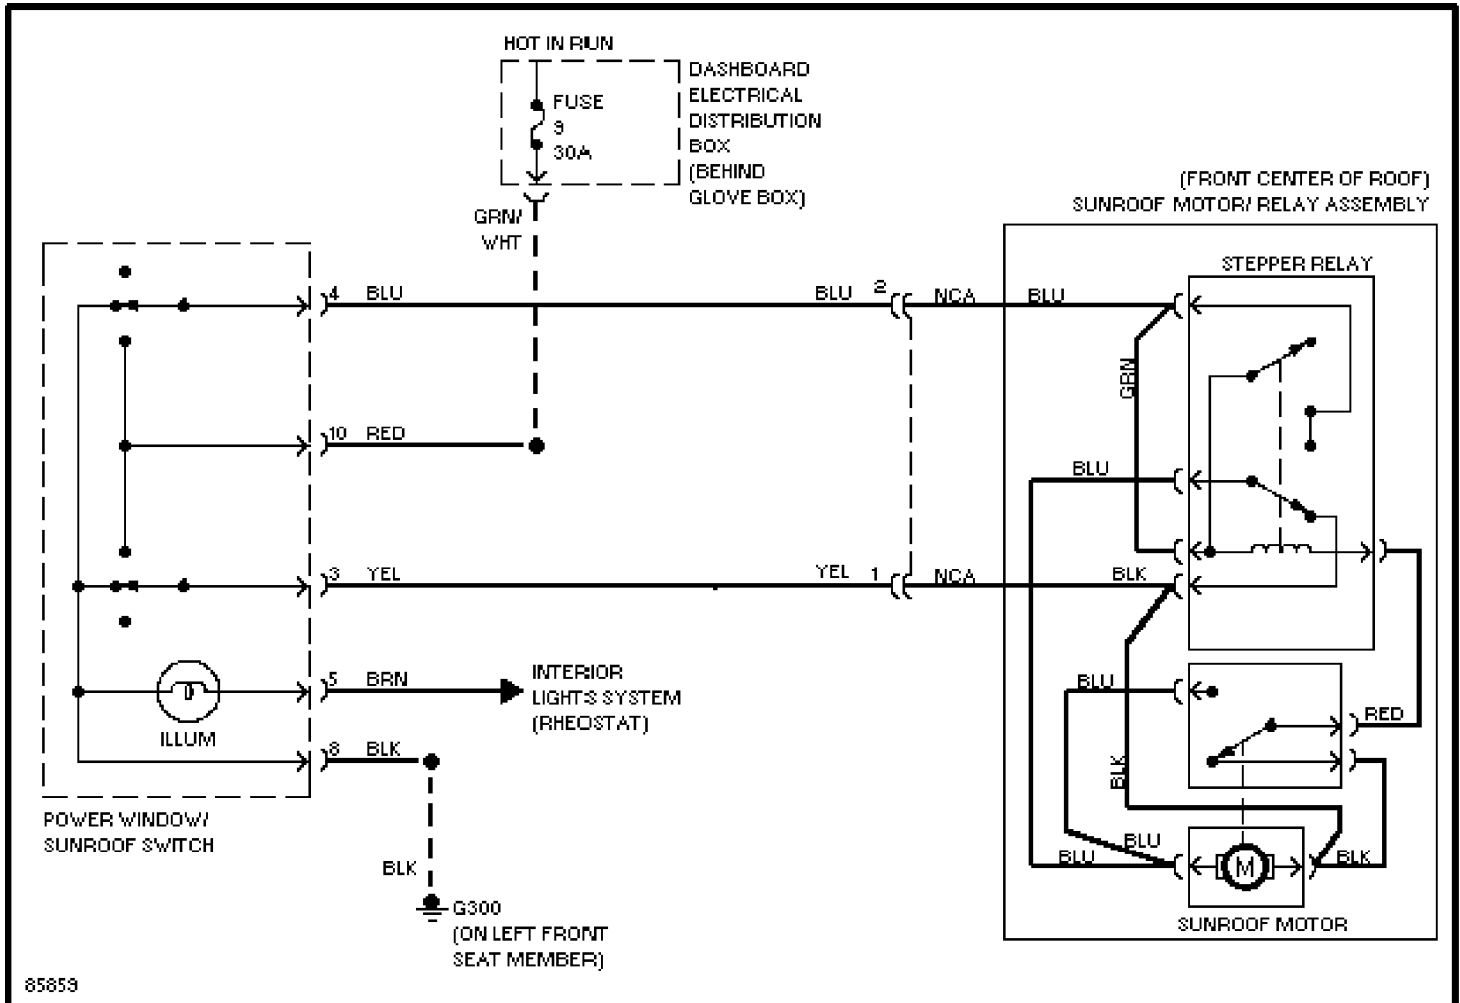 HOT IN RUN
DASHBOARD
ELECTRICAL
DISTRIBUTION
BOX
(BEHIND
GLOVE BOX)
FUSE
9
30A
GRN/
WHT
(FRONT CENTER OF ROOF)
SUNROOF MOTOR/ RELAY ASSEMBLY
STEPPER RELAY
4 BLU
BLU 2
NCA
BLU
GRN
10 RED
BLU
3 YEL
YEL 1
NCA
BLK
5 BRN
INTERIOR
LIGHTS SYSTEM
(RHEOSTAT)
ILLUM
8 BLK
BLU
RED
BLK
POWER WINDOW/
SUNROOF SWITCH
BLK
BLU
BLU
M
BLK
SUNROOF MOTOR
G300
(ON LEFT FRONT
SEAT MEMBER)
85859